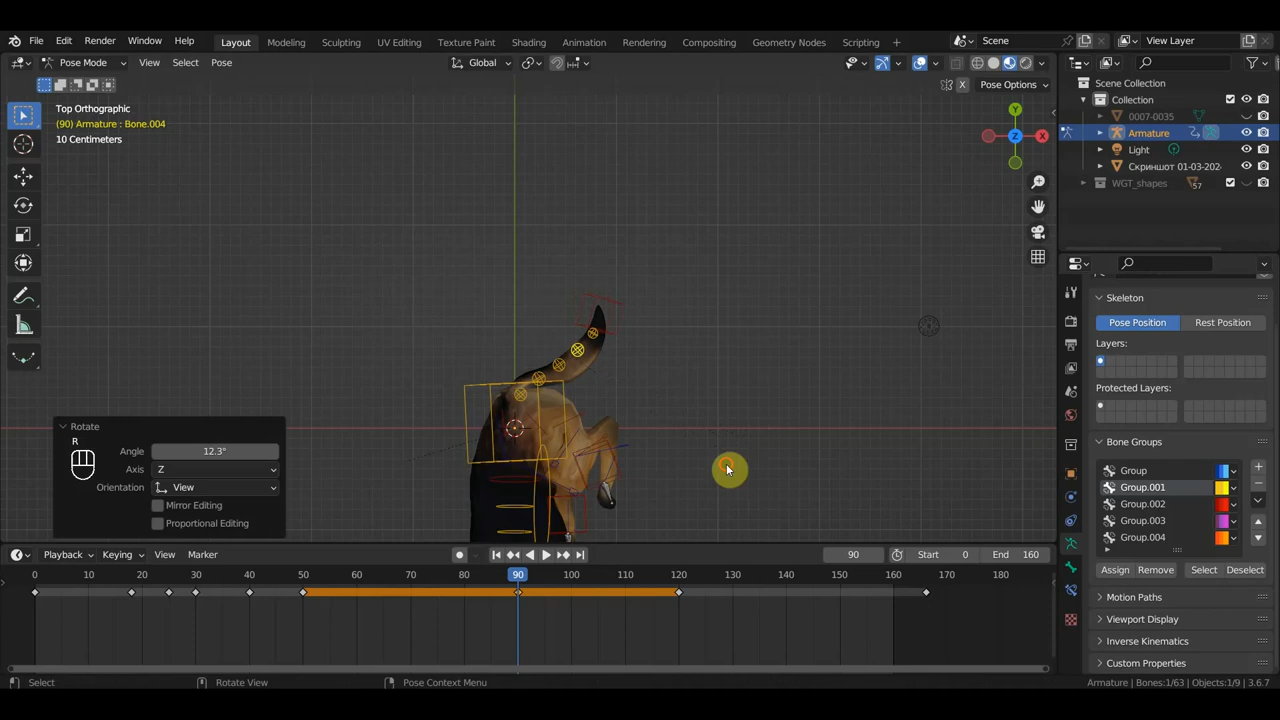 File Edit Render Window Help Layout Modeling Sculpting UV Editing Texture Paint Shading Animation Rendering Compositing Geometry Nodes Scripting + Scene View Layer
Pose Mode View Select Pose Global
X Pose Options
Scene Collection
Collection
0007-0035
Armature
Light
Скриншот 01-03-202
WGT_shapes
57
Top Orthographic
(90) Armature : Bone.004
10 Centimeters
Y
Z
X
Skeleton
Pose Position Rest Position
Layers:
Protected Layers:
Bone Groups
Group
Group.001
Group.002
Group.003
Group.004
Assign Remove Select Deselect
Motion Paths
Viewport Display
Inverse Kinematics
Custom Properties
Rotate
R
Angle 12.3°
Axis Z
Orientation View
Mirror Editing
Proportional Editing
Playback Keying View Marker 90 Start 0 End 160
0 10 20 30 40 50 60 70 80 90 100 110 120 130 140 150 160 170 180
Select Rotate View Pose Context Menu Armature | Bones:1/63 | Objects:1/9 | 3.6.7